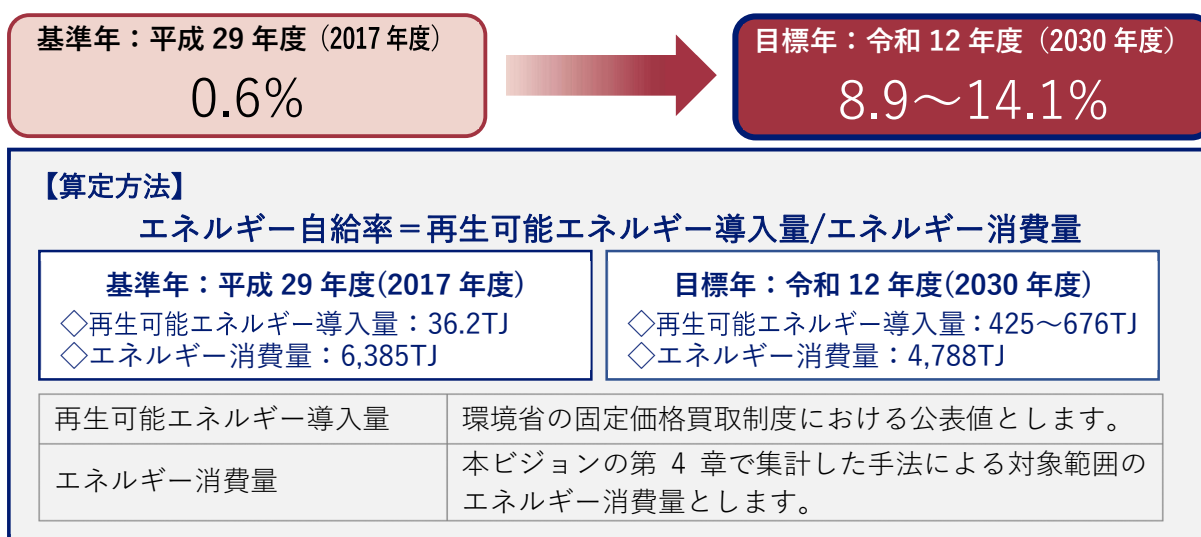 基準年：平成 29 年度（2017 年度）
0.6%
目標年：令和 12 年度（2030 年度）
8.9～14.1%
【算定方法】
エネルギー自給率＝再生可能エネルギー導入量/エネルギー消費量
基準年：平成 29 年度(2017 年度)
◇再生可能エネルギー導入量：36.2TJ
◇エネルギー消費量：6,385TJ
目標年：令和 12 年度(2030 年度)
◇再生可能エネルギー導入量：425～676TJ
◇エネルギー消費量：4,788TJ
再生可能エネルギー導入量
環境省の固定価格買取制度における公表値とします。
エネルギー消費量
本ビジョンの第 4 章で集計した手法による対象範囲の
エネルギー消費量とします。